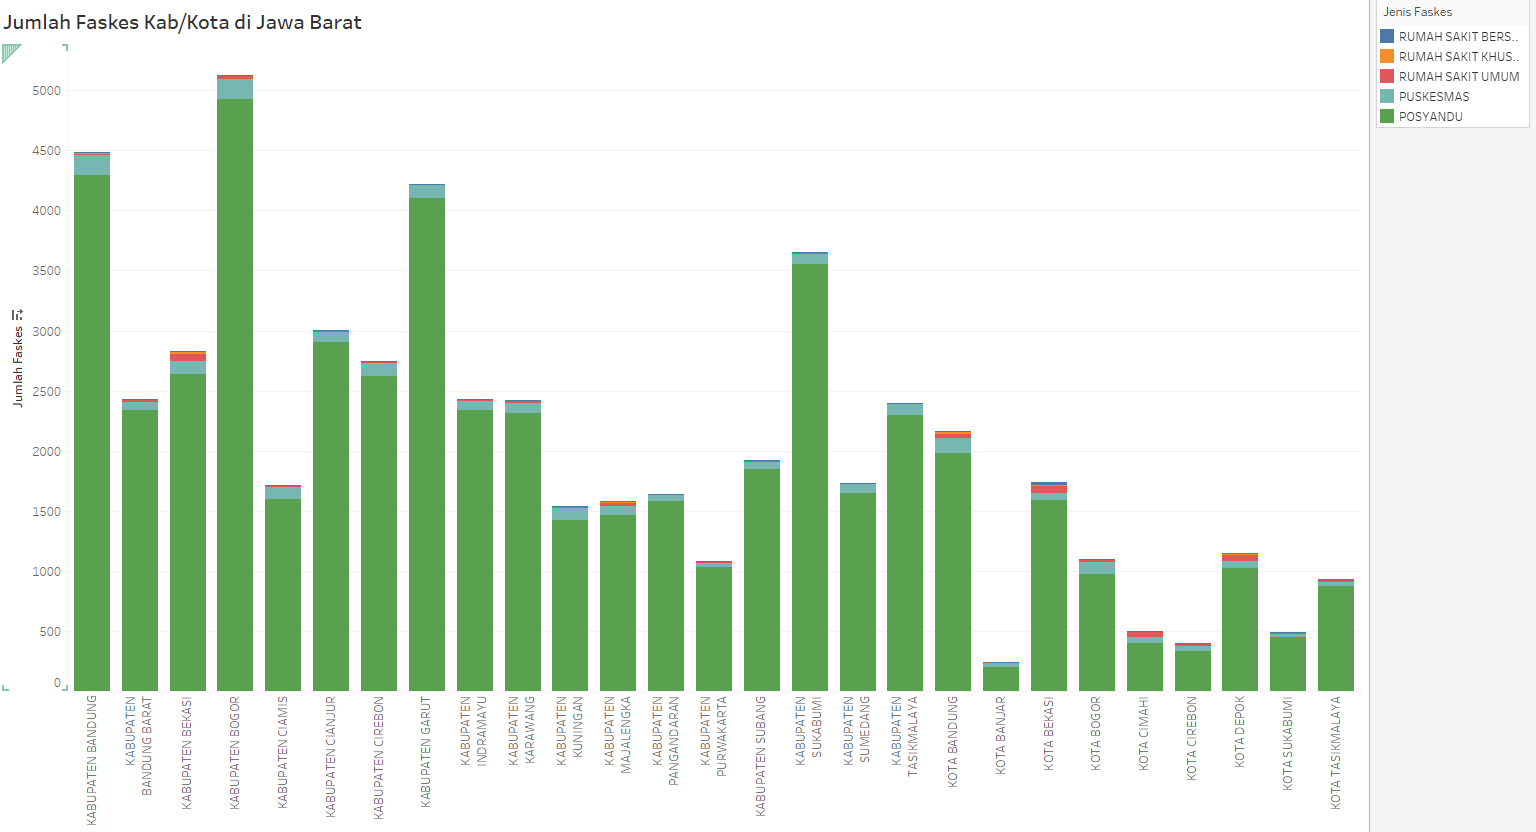 Jumlah Faskes Kab/Kota di Jawa Barat
Jenis Faskes
RUMAH SAKIT BERS..
RUMAH SAKIT KHUS..
RUMAH SAKIT UMUM
PUSKESMAS
POSYANDU
Jumlah Faskes
5000
4500
4000
3500
3000
2500
2000
1500
1000
500
0
KABUPATEN BANDUNG
KABUPATEN
BANDUNG BARAT
KABUPATEN BEKASI
KABUPATEN BOGOR
KABUPATEN CIAMIS
KABUPATEN CIANJUR
KABUPATEN CIREBON
KABUPATEN GARUT
KABUPATEN
INDRAMAYU
KABUPATEN
KARAWANG
KABUPATEN
KUNINGAN
KABUPATEN
MAJALENGKA
KABUPATEN
PANGANDARAN
KABUPATEN
PURWAKARTA
KABUPATEN SUBANG
KABUPATEN
SUKABUMI
KABUPATEN
SUMEDANG
KABUPATEN
TASIKMALAYA
KOTA BANDUNG
KOTA BANJAR
KOTA BEKASI
KOTA BOGOR
KOTA CIMAHI
KOTA CIREBON
KOTA DEPOK
KOTA SUKABUMI
KOTA TASIKMALAYA